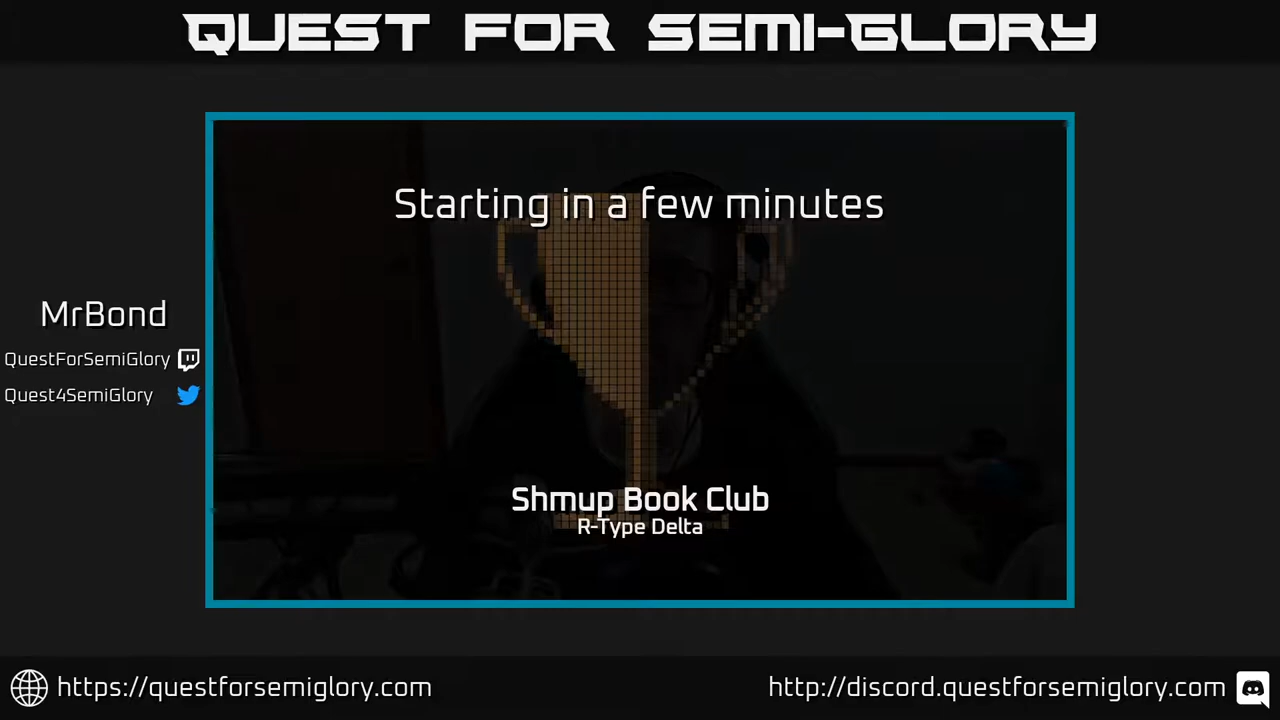 QUEST FOR SEMI-GLORY
Starting in a few minutes
MrBond
QuestForSemiGlory
Quest4SemiGlory
Shmup Book Club
R-Type Delta
https://questforsemiglory.com
http://discord.questforsemiglory.com